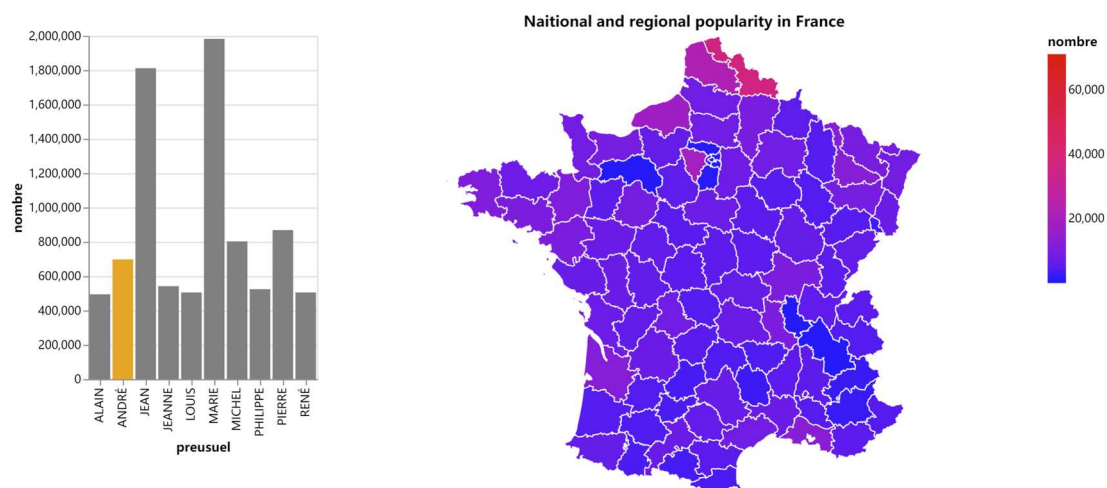 Naitional and regional popularity in France
nombre
2,000,000
1,800,000
1,600,000
1,400,000
1,200,000
1,000,000
800,000
600,000
400,000
200,000
0
ALAIN
ANDRÉ
JEAN
JEANNE
LOUIS
MARIE
MICHEL
PHILIPPE
PIERRE
RENÉ
preusuel
nombre
60,000
40,000
20,000